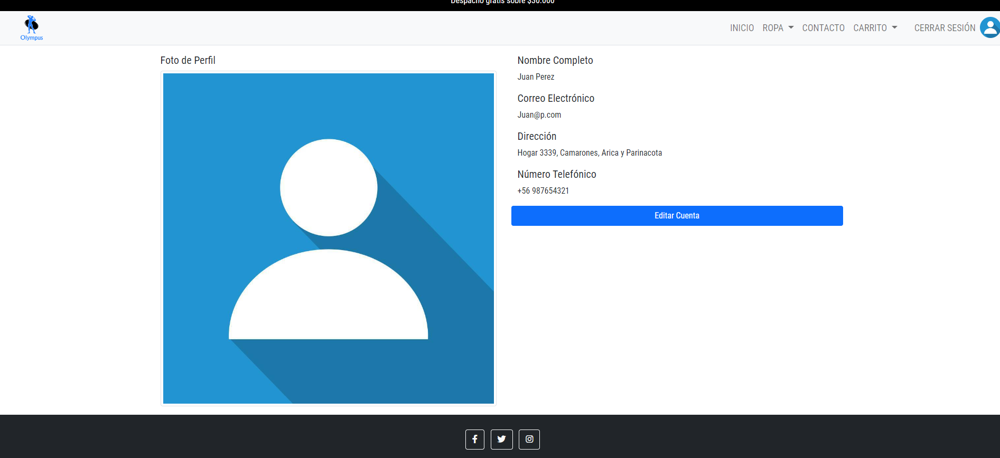 Despacho gratis sobre $30.000
Olympus
INICIO ROPA CONTACTO CARRITO CERRAR SESIÓN
Foto de Perfil
Nombre Completo
Juan Perez
Correo Electrónico
Juan@p.com
Dirección
Hogar 3339, Camarones, Arica y Parinacota
Número Telefónico
+56 987654321
Editar Cuenta